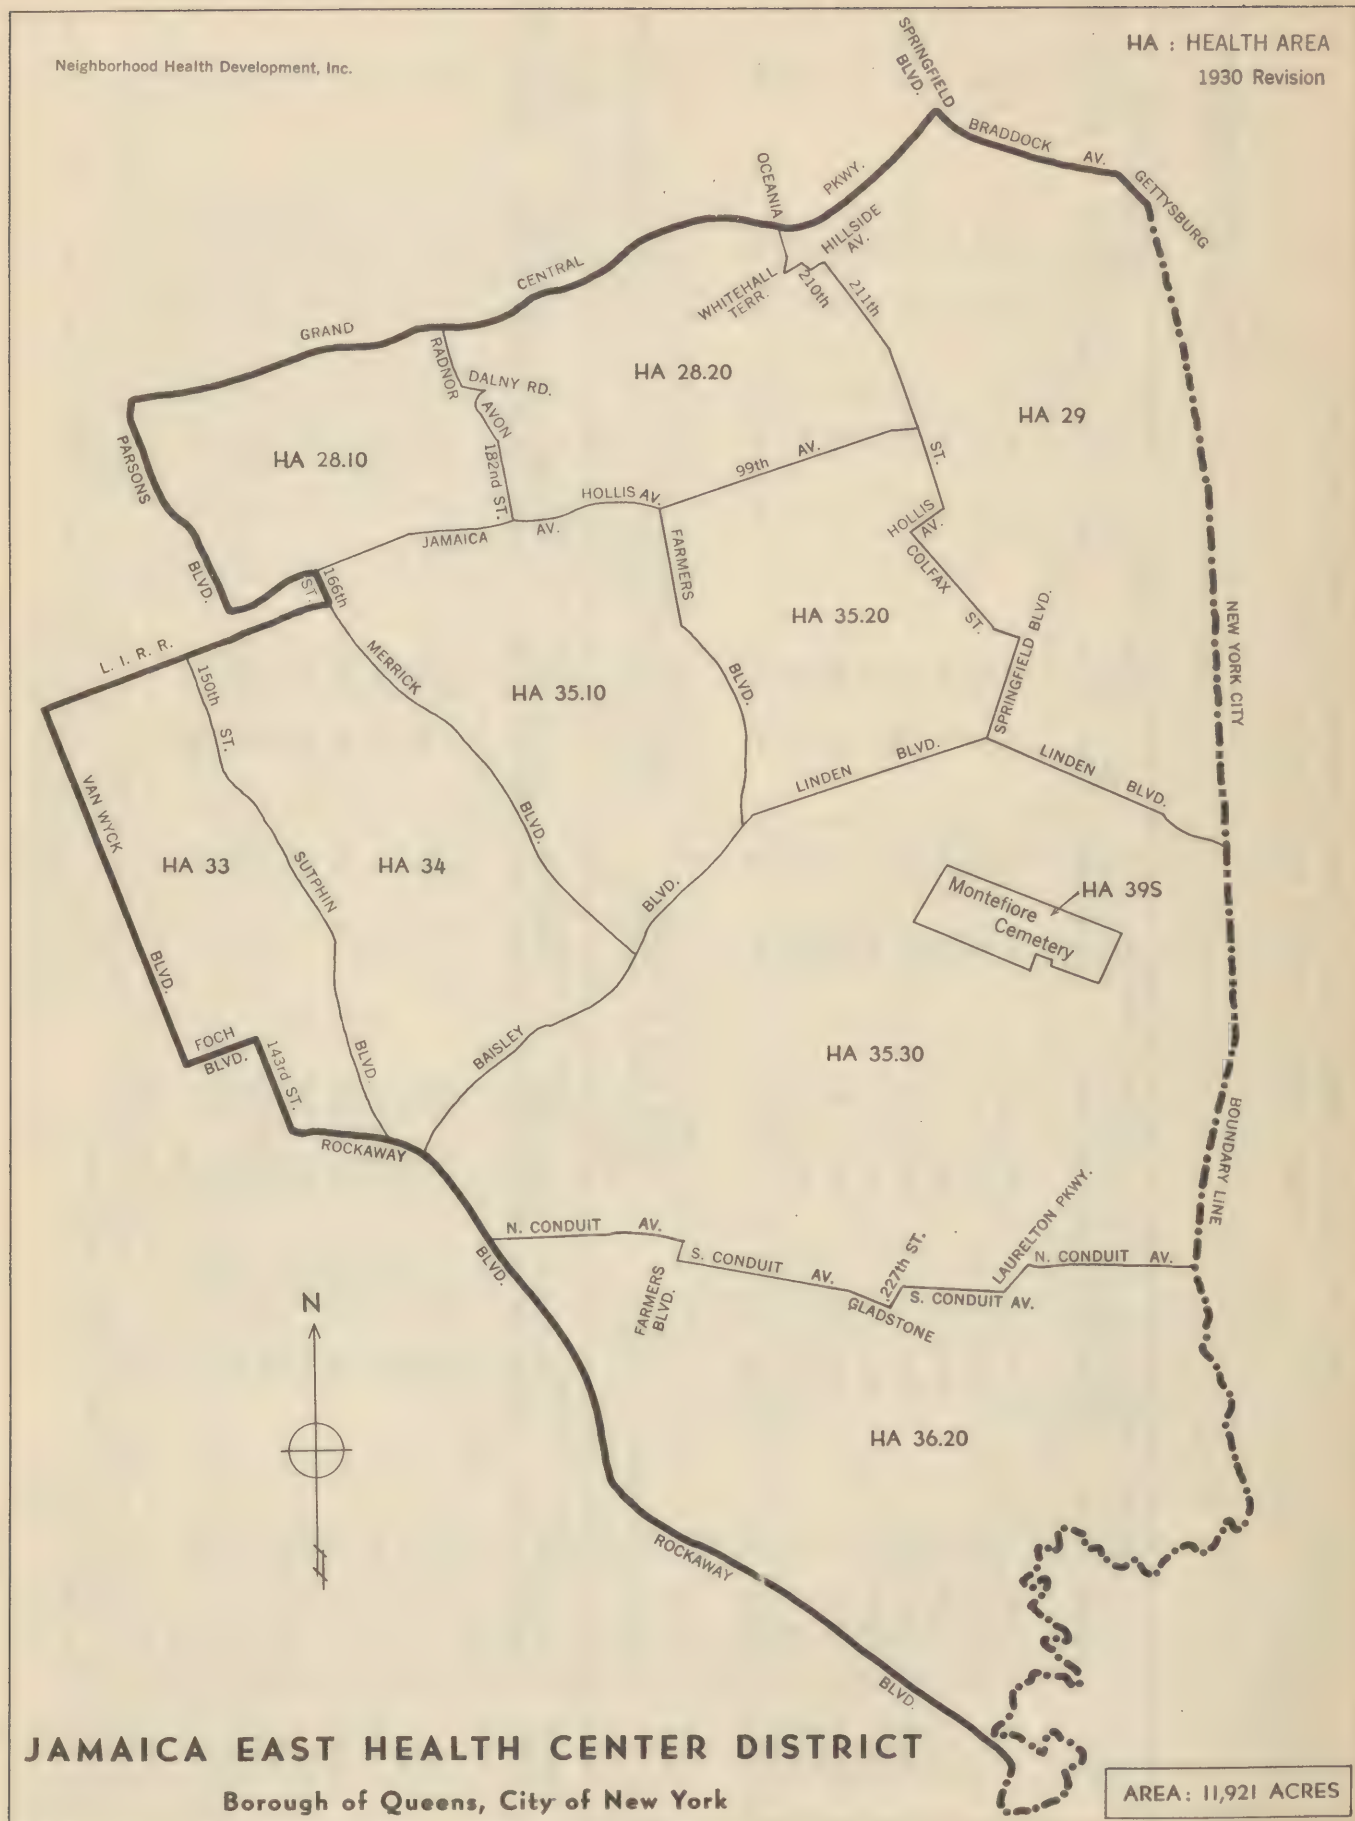 Neighborhood Health Development, Inc.
HA : HEALTH AREA
1930 Revision
SPRINGFIELD
BLVD.
BRADDOCK AV.
GETTYSBURG
OCEANIA
PKWY.
HILLSIDE
AV.
CENTRAL
WHITEHALL
TERR.
210th
211th
GRAND
RADNOR
DALNY RD.
HA 28.20
HA 29
AVON
PARSONS
HA 28.10
182nd ST.
99th AV.
ST.
HOLLIS AV.
HOLLIS
AV.
JAMAICA AV.
FARMERS
COLFAX
BLVD.
166th
ST.
ST.
HA 35.20
SPRINGFIELD BLVD.
NEW YORK CITY
L. I. R. R.
MERRICK
150th
ST.
HA 35.10
BLVD.
VAN WYCK
LINDEN BLVD.
LINDEN
BLVD.
BLVD.
HA 33
SUTPHIN
HA 34
BLVD.
HA 39S
Montefiore
Cemetery
BLVD.
FOCH
BLVD.
143rd ST.
BLVD.
BAISLEY
HA 35.30
BOUNDARY LINE
ROCKAWAY
N. CONDUIT AV.
BLVD.
S. CONDUIT AV.
227th ST.
LAURELTON PKWY.
N. CONDUIT AV.
S. CONDUIT AV.
FARMERS
BLVD.
GLADSTONE
N
HA 36.20
ROCKAWAY
BLVD.
JAMAICA EAST HEALTH CENTER DISTRICT
Borough of Queens, City of New York
AREA: 11,921 ACRES